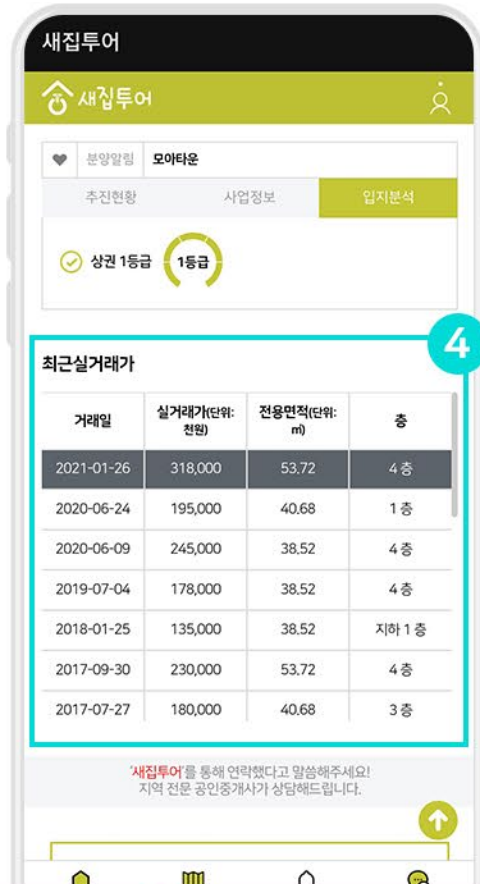 새집투어
새집투어
분양알림 모아타운
추진현황 사업정보 입지분석
상권 1등급 1등급
4
최근실거래가
거래일 실거래가(단위: 천원) 전용면적(단위: ㎡) 층
2021-01-26 318,000 53.72 4 층
2020-06-24 195,000 40.68 1 층
2020-06-09 245,000 38.52 4 층
2019-07-04 178,000 38.52 4 층
2018-01-25 135,000 38.52 지하 1 층
2017-09-30 230,000 53.72 4 층
2017-07-27 180,000 40.68 3 층
'새집투어'를 통해 연락했다고 말씀해주세요!
지역 전문 공인중개사가 상담해드립니다.